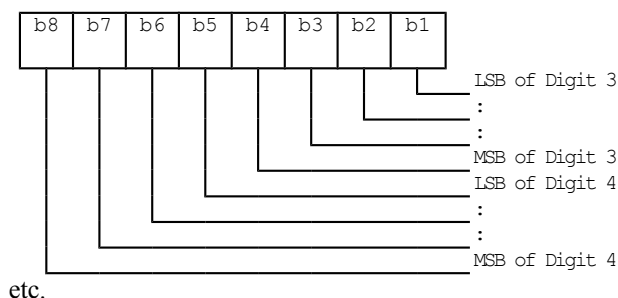 b8 b7 b6 b5 b4 b3 b2 b1
LSB of Digit 3
:
:
MSB of Digit 3
LSB of Digit 4
:
:
MSB of Digit 4
etc.